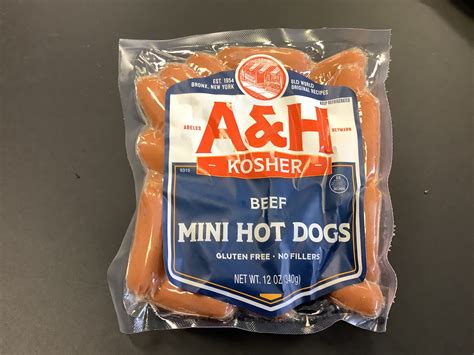 EST. 1954
BRONX, NEW YORK
OLD WORLD
ORIGINAL RECIPES
KEEP REFRIGERATED
ABELES
HEYMANN
A&H
KOSHER
BEEF
MINI HOT DOGS
GLUTEN FREE • NO FILLERS
NET WT. 12 OZ (340g)